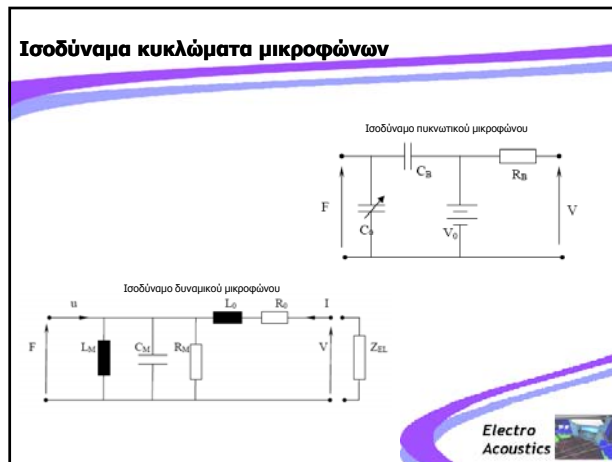 Ισοδύναμα κυκλώματα μικροφώνων
Ισοδύναμο πυκνωτικού μικροφώνου
C_B
R_B
F
C_0
V_0
V
Ισοδύναμο δυναμικού μικροφώνου
u
L_0
R_0
I
F
L_M
C_M
R_M
V
Z_EL
Electro
Acoustics